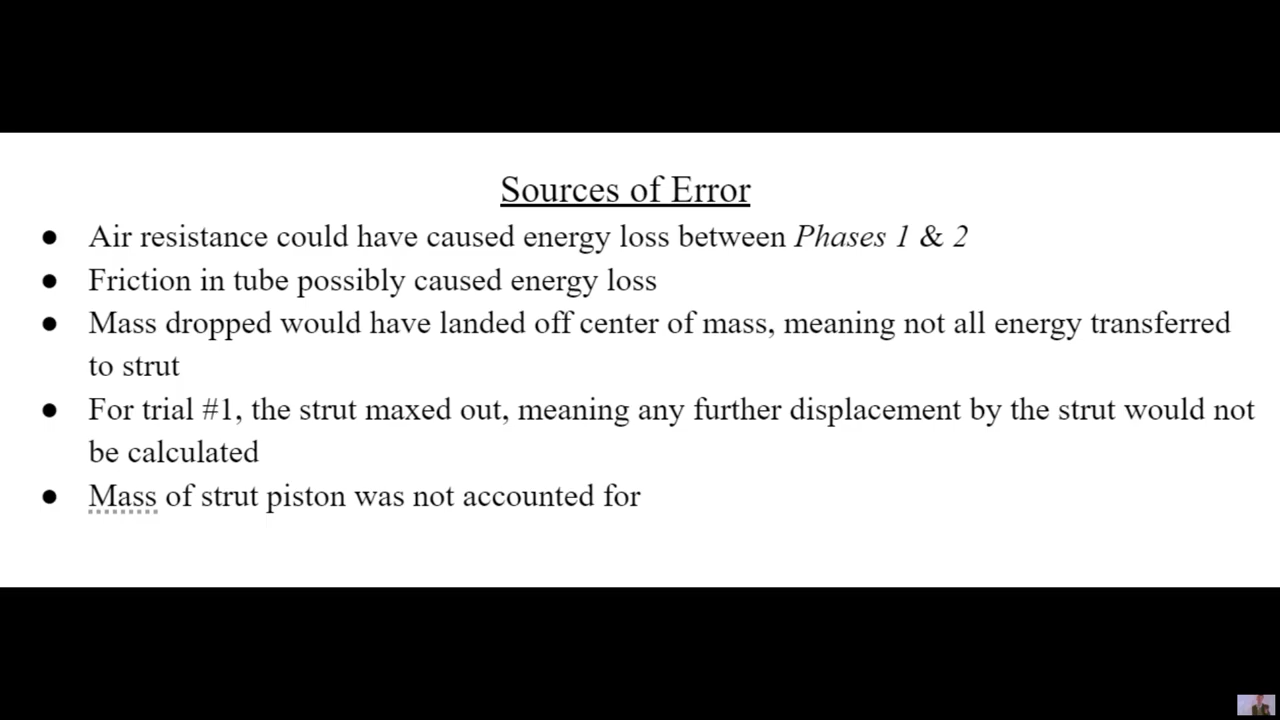 Sources of Error
● Air resistance could have caused energy loss between Phases 1 & 2
● Friction in tube possibly caused energy loss
● Mass dropped would have landed off center of mass, meaning not all energy transferred
to strut
● For trial #1, the strut maxed out, meaning any further displacement by the strut would not
be calculated
● Mass of strut piston was not accounted for